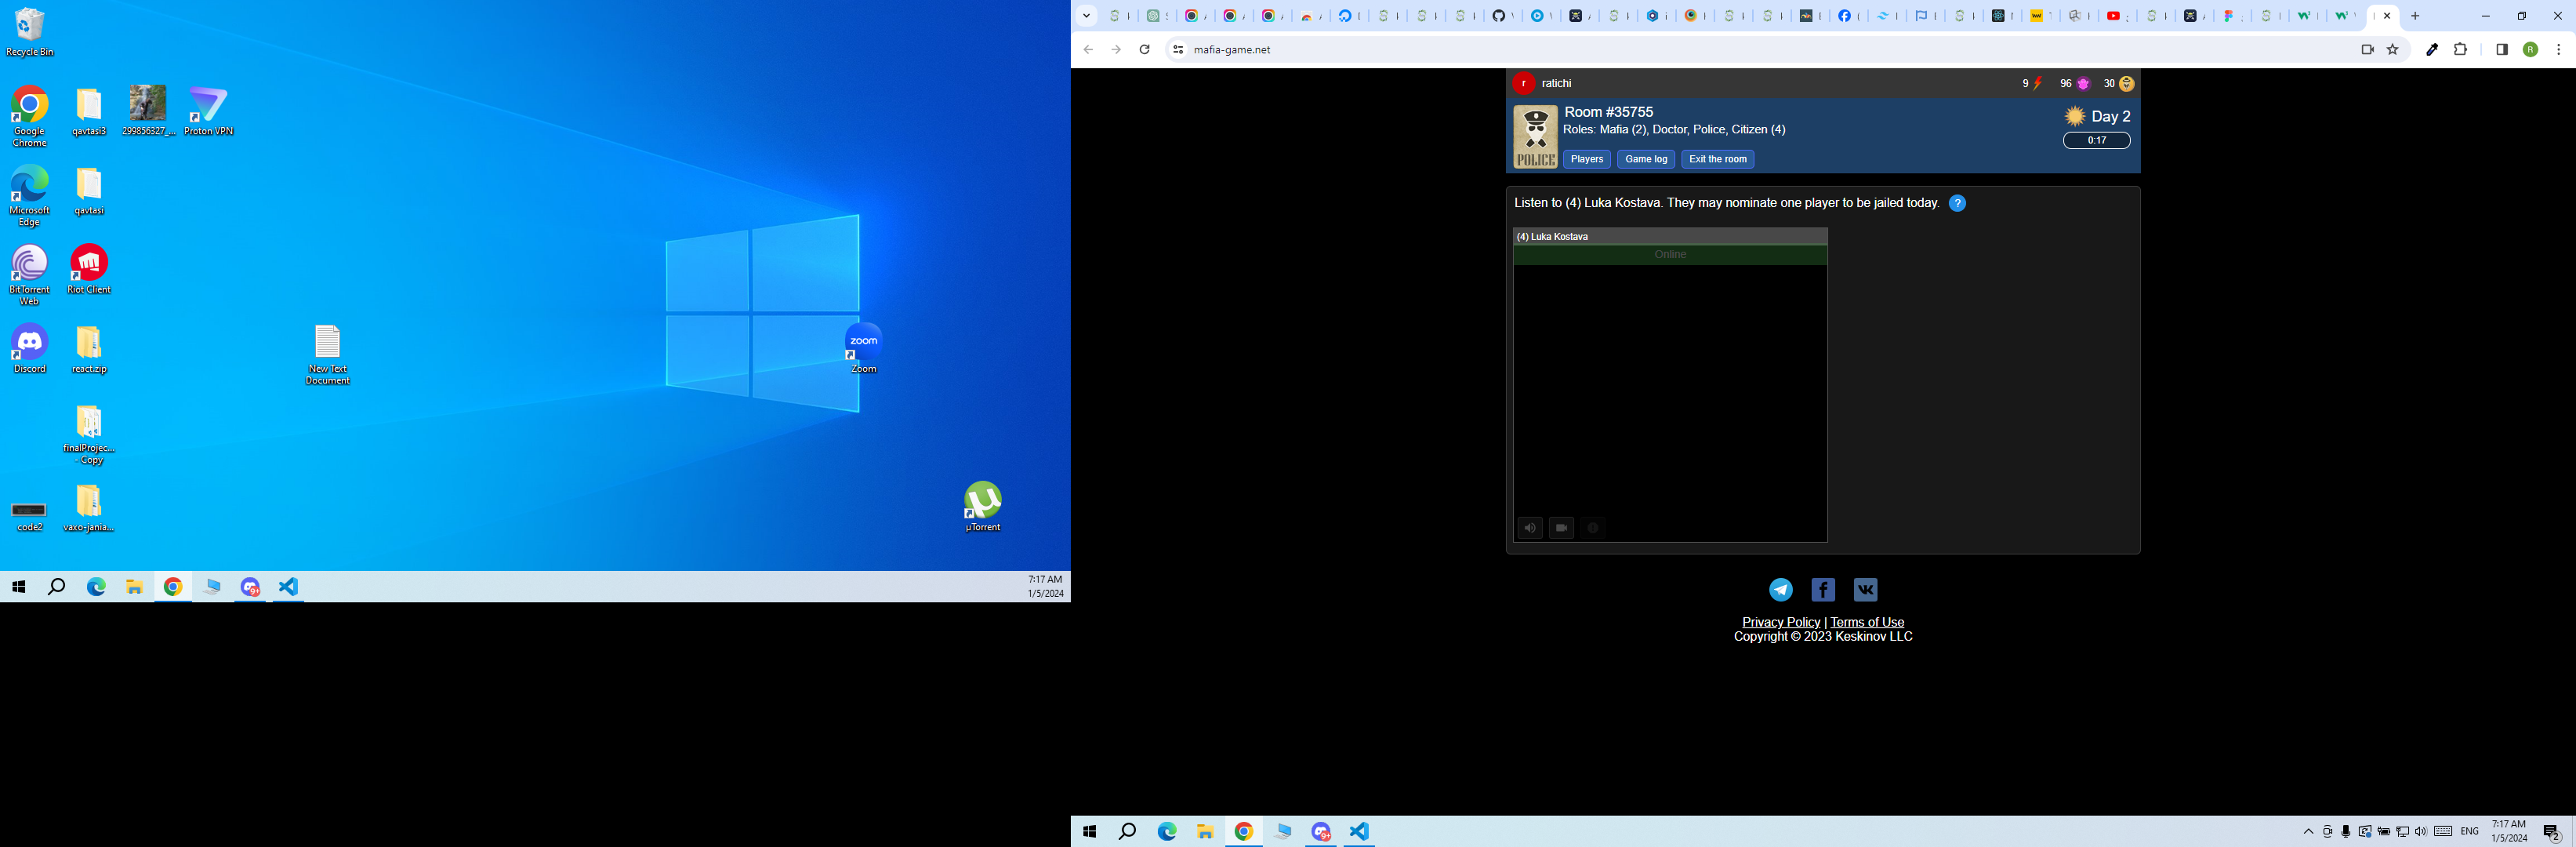 Recycle Bin
Google
Chrome
qavtasi3
299856327_...
Proton VPN
Microsoft
Edge
qavtasi
BitTorrent
Web
Riot Client
Discord
react.zip
New Text
Document
zoom
Zoom
finalProjec...
- Copy
code2
vaxo-jania...
µTorrent
9+
7:17 AM
1/5/2024
mafia-game.net
R
r
ratichi
9
96
30
POLICE
Room #35755
Roles: Mafia (2), Doctor, Police, Citizen (4)
Players
Game log
Exit the room
Day 2
0:17
Listen to (4) Luka Kostava. They may nominate one player to be jailed today.
?
(4) Luka Kostava
Online
Privacy Policy | Terms of Use
Copyright © 2023 Keskinov LLC
9+
ENG
7:17 AM
1/5/2024
2